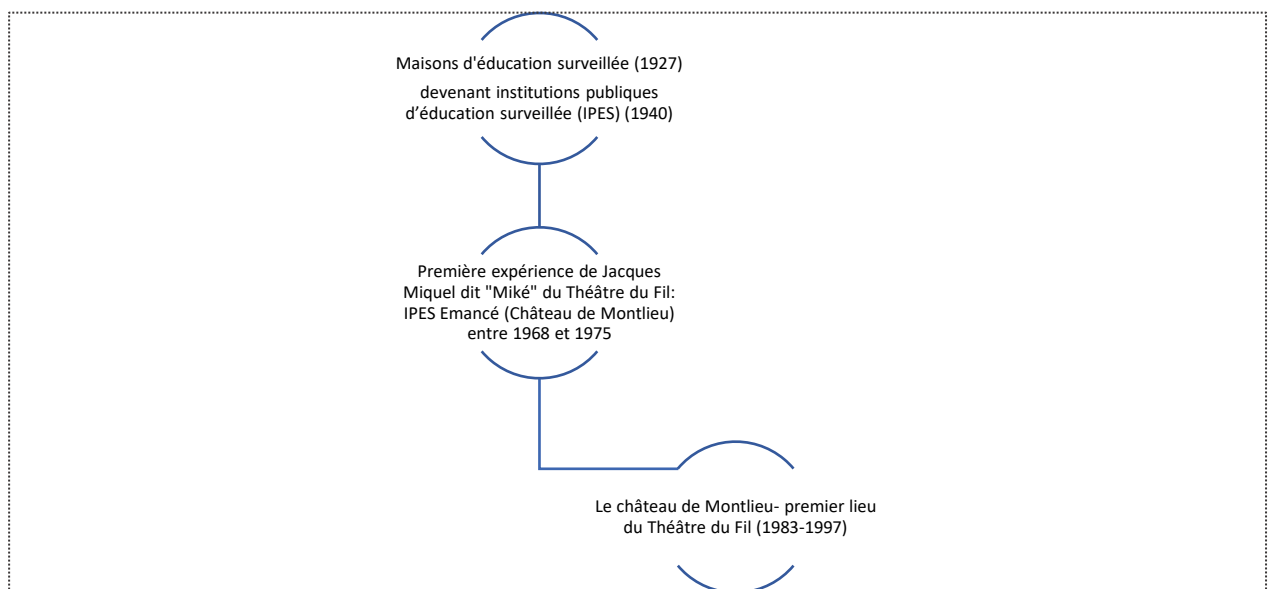 Maisons d'éducation surveillée (1927)
devenant institutions publiques
d’éducation surveillée (IPES) (1940)
Première expérience de Jacques
Miquel dit "Miké" du Théâtre du Fil:
IPES Emancé (Château de Montlieu)
entre 1968 et 1975
Le château de Montlieu- premier lieu
du Théâtre du Fil (1983-1997)